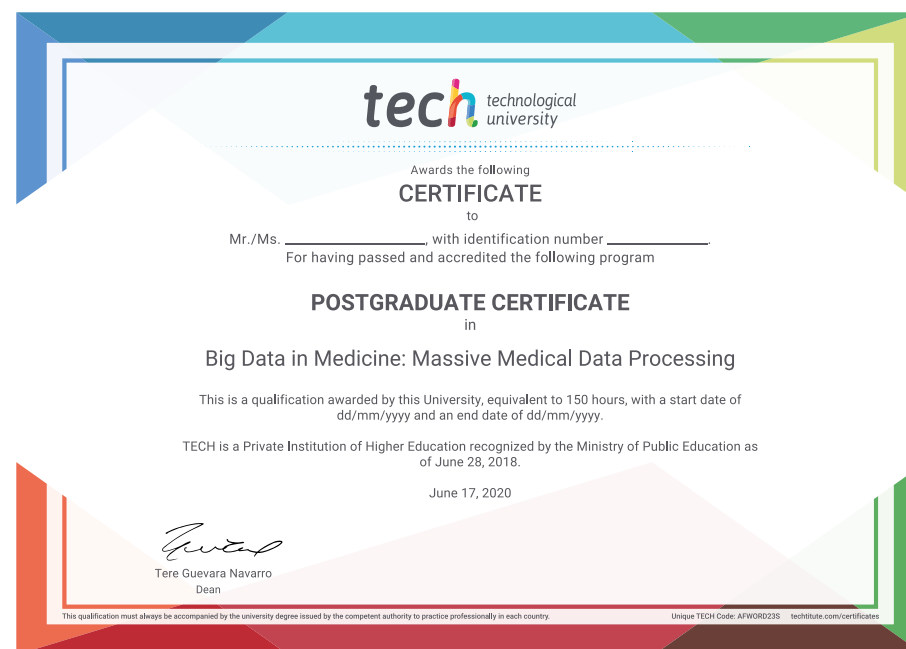 tech technological
university
Awards the following
CERTIFICATE
to
Mr./Ms. ____________________, with identification number ______________.
For having passed and accredited the following program
POSTGRADUATE CERTIFICATE
in
Big Data in Medicine: Massive Medical Data Processing
This is a qualification awarded by this University, equivalent to 150 hours, with a start date of
dd/mm/yyyy and an end date of dd/mm/yyyy.
TECH is a Private Institution of Higher Education recognized by the Ministry of Public Education as
of June 28, 2018.
June 17, 2020
Tere Guevara Navarro
Dean
This qualification must always be accompanied by the university degree issued by the competent authority to practice professionally in each country. Unique TECH Code: AFWORD23S techtitute.com/certificates